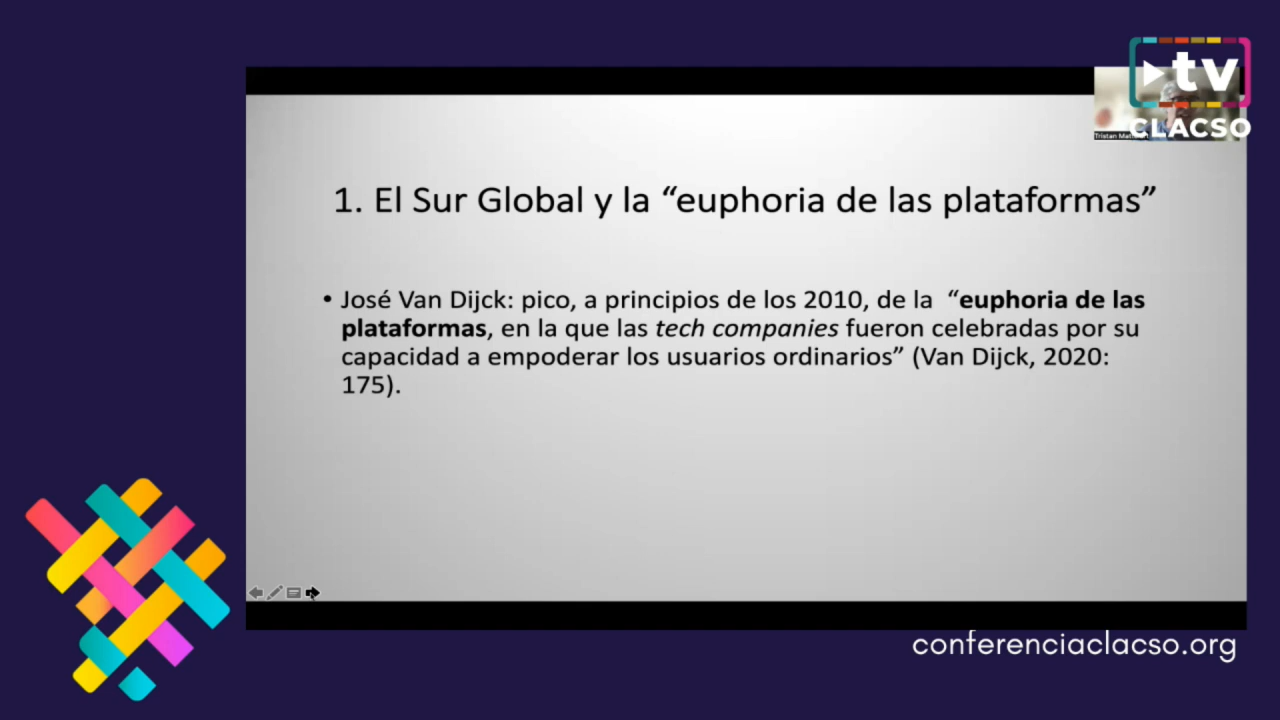 tv
CLACSO
Tristan
1. El Sur Global y la “euphoria de las plataformas”
• José Van Dijck: pico, a principios de los 2010, de la “euphoria de las
plataformas, en la que las tech companies fueron celebradas por su
capacidad a empoderar los usuarios ordinarios” (Van Dijck, 2020:
175).
conferenciaclacso.org